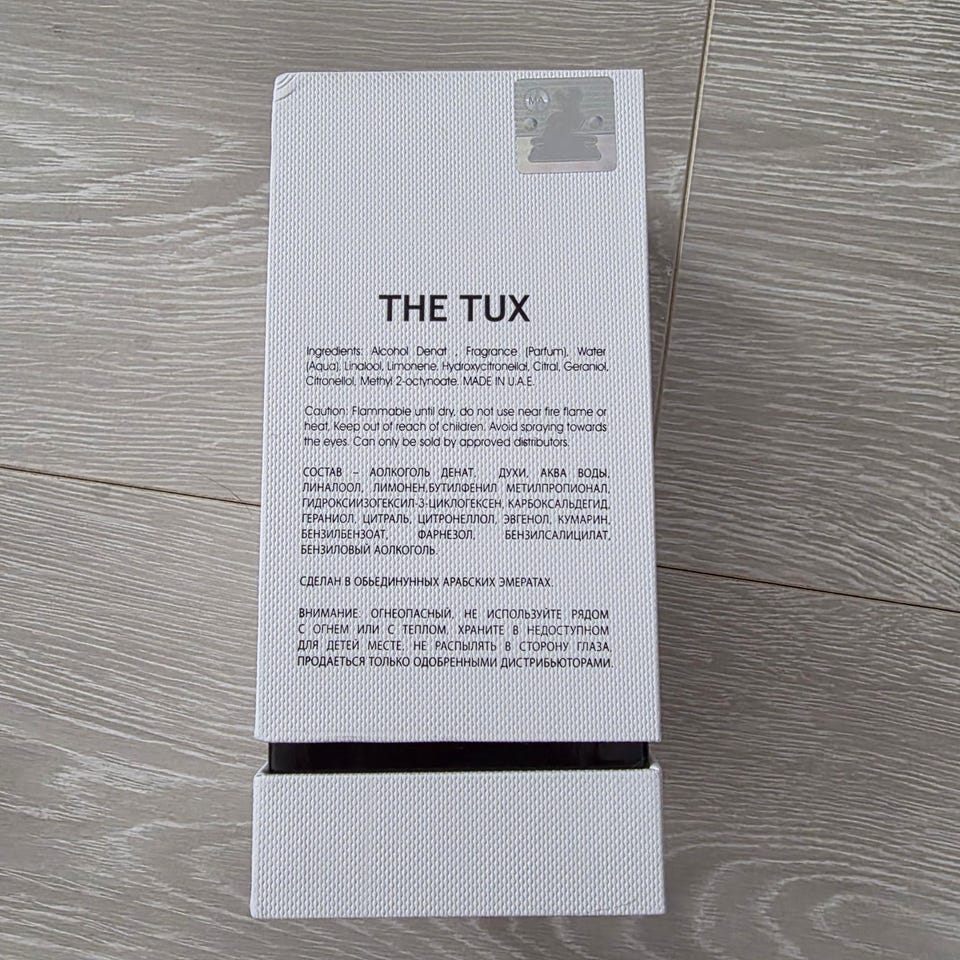 MA
THE TUX
Ingredients: Alcohol Denat , Fragrance (Parfum), Water
(Aqua), Linalool, Limonene, Hydroxycitronellal, Citral, Geraniol,
Citronellol, Methyl 2-octynoate. MADE IN U.A.E.
Caution: Flammable until dry, do not use near fire flame or
heat. Keep out of reach of children. Avoid spraying towards
the eyes. Can only be sold by approved distributors.
СОСТАВ – АОЛКОГОЛЬ ДЕНАТ, ДУХИ, АКВА ВОДЫ,
ЛИНАЛООЛ, ЛИМОНЕН,БУТИЛФЕНИЛ МЕТИЛПРОПИОНАЛ,
ГИДРОКСИИЗОГЕКСИЛ-3-ЦИКЛОГЕКСЕН, КАРБОКСАЛЬДЕГИД,
ГЕРАНИОЛ, ЦИТРАЛЬ, ЦИТРОНЕЛЛОЛ, ЭВГЕНОЛ, КУМАРИН,
БЕНЗИЛБЕНЗОАТ, ФАРНЕЗОЛ, БЕНЗИЛСАЛИЦИЛАТ,
БЕНЗИЛОВЫЙ АОЛКОГОЛЬ.
СДЕЛАН В ОБЬЕДИНУННЫХ АРАБСКИХ ЭМЕРАТАХ.
ВНИМАНИЕ: ОГНЕОПАСНЫЙ, НЕ ИСПОЛЬЗУЙТЕ РЯДОМ
С ОГНЕМ ИЛИ С ТЕПЛОМ, ХРАНИТЕ В НЕДОСТУПНОМ
ДЛЯ ДЕТЕЙ МЕСТЕ, НЕ РАСПЫЛЯТЬ В СТОРОНУ ГЛАЗА,
ПРОДАЕТЬСЯ ТОЛЬКО ОДОБРЕННЫМИ ДИСТРИБЬЮТОРАМИ.